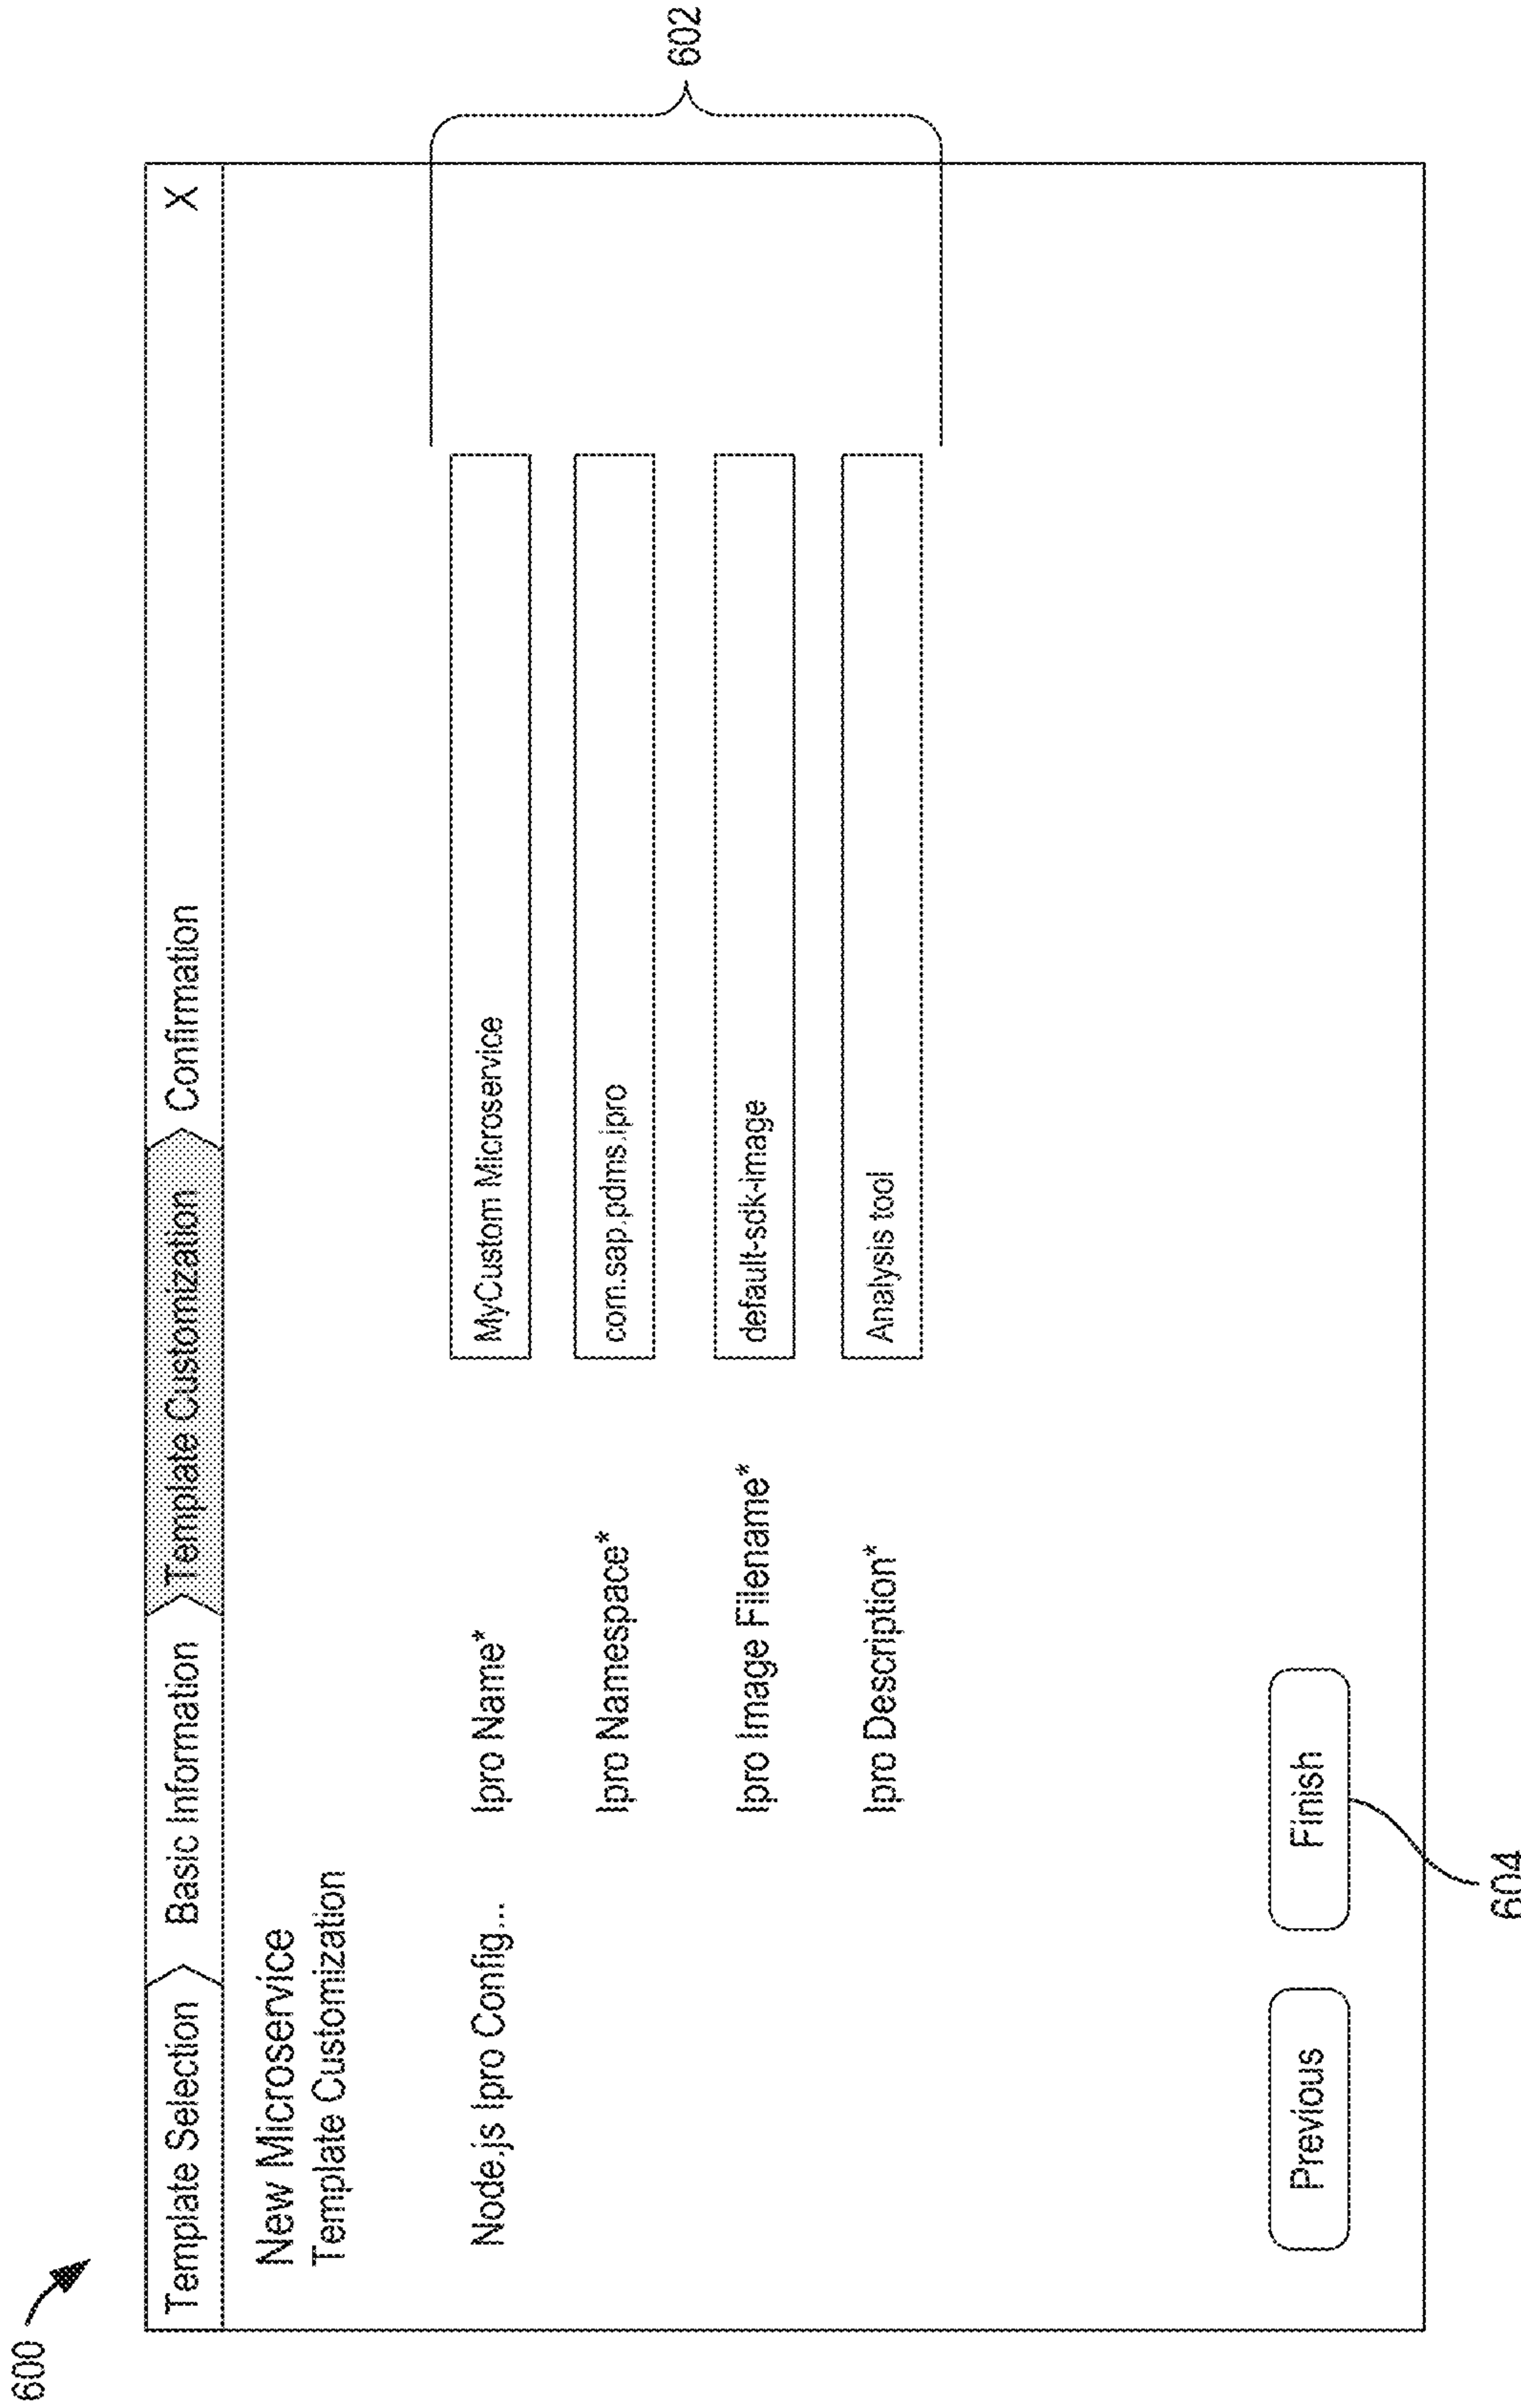 600
Template Selection Basic Information Template Customization Confirmation X
New Microservice
Template Customization
Node.js Ipro Config...
Ipro Name* MyCustom Microservice
Ipro Namespace* com.sap.pdms.ipro
Ipro Image Filename* default-sdk-image
Ipro Description* Analysis tool
602
Previous Finish
604